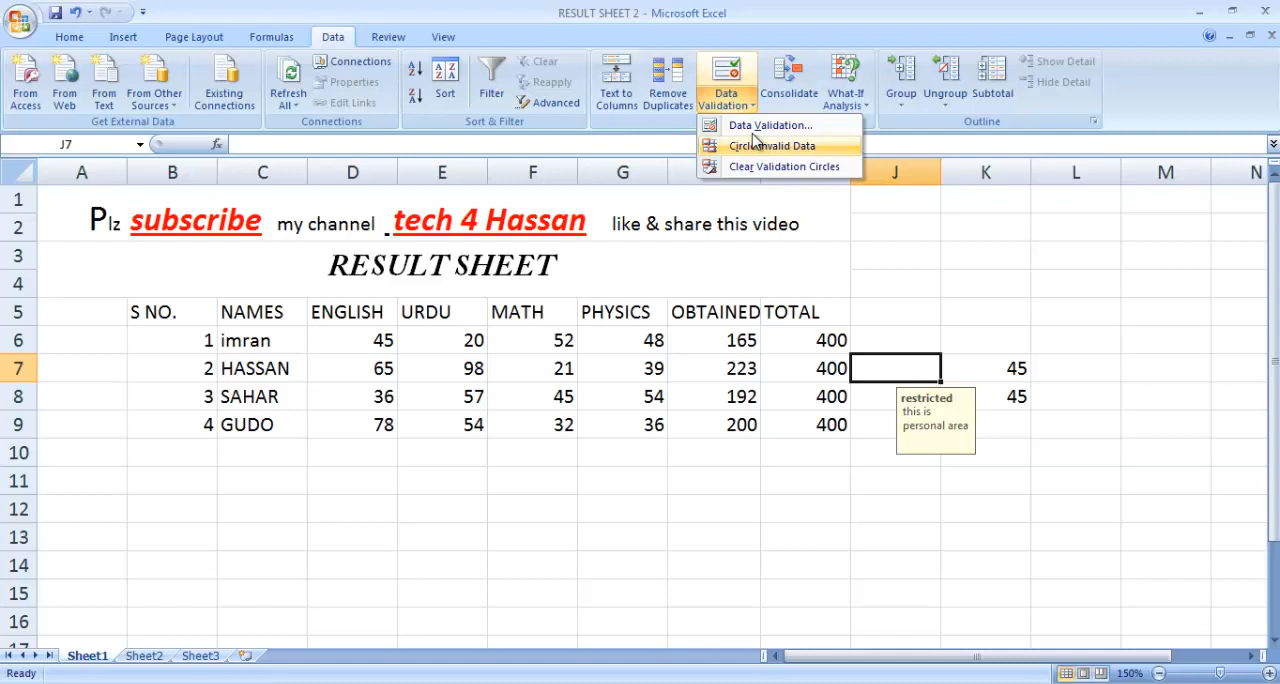 RESULT SHEET 2 - Microsoft Excel
Home Insert Page Layout Formulas Data Review View
From Access
From Web
From Text
From Other Sources
Existing Connections
Get External Data
Refresh All
Connections
Properties
Edit Links
Connections
Sort
Filter
Clear
Reapply
Advanced
Sort & Filter
Text to Columns
Remove Duplicates
Data Validation
Consolidate
What-If Analysis
Group
Ungroup
Subtotal
Show Detail
Hide Detail
Outline
Data Validation...
Circle Invalid Data
Clear Validation Circles
J7 fx
A B C D E F G J K L M N
1
2 Plz subscribe my channel tech 4 Hassan like & share this video
3 RESULT SHEET
4
5 S NO. NAMES ENGLISH URDU MATH PHYSICS OBTAINED TOTAL
6 1 imran 45 20 52 48 165 400
7 2 HASSAN 65 98 21 39 223 400 45
8 3 SAHAR 36 57 45 54 192 400 45
9 4 GUDO 78 54 32 36 200 400
restricted
this is
personal area
10
11
12
13
14
15
16
17
Sheet1 Sheet2 Sheet3
Ready 150%